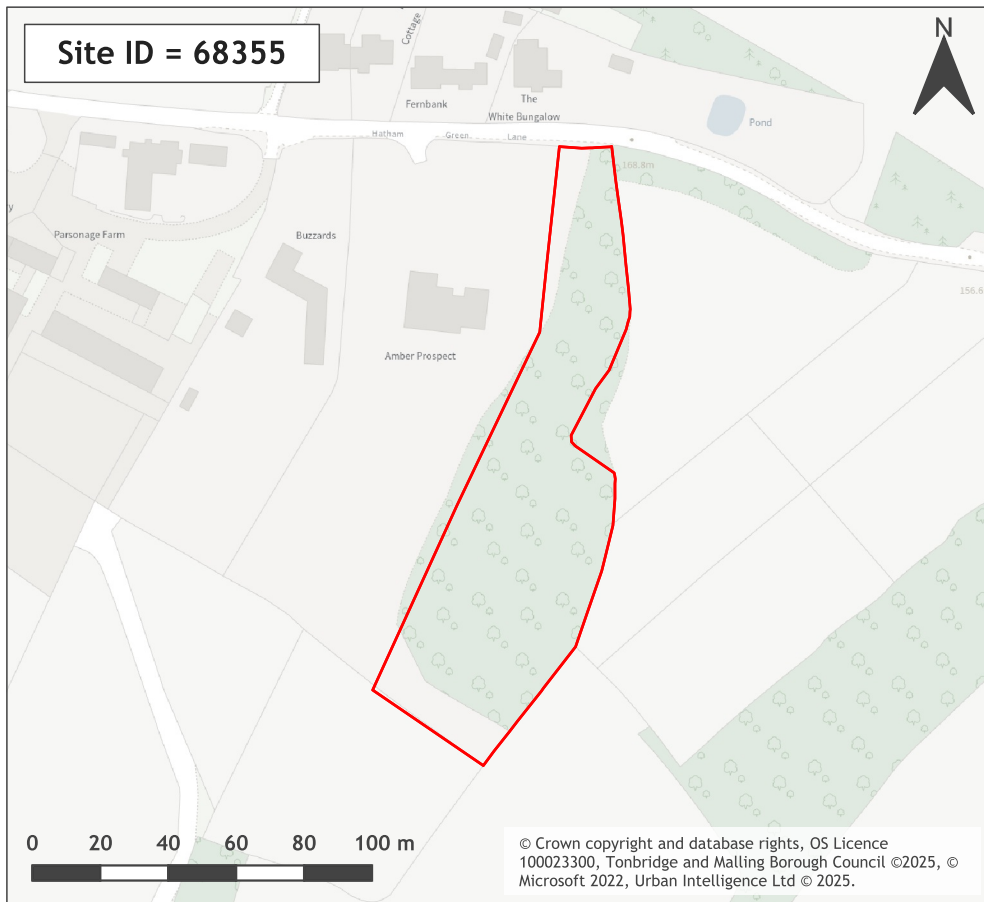 Site ID = 68355
N
Cottage
Fernbank
The
White Bungalow
Pond
Hatham Green Lane
168.8m
Parsonage Farm
Buzzards
156.6
Amber Prospect
0 20 40 60 80 100 m
© Crown copyright and database rights, OS Licence
100023300, Tonbridge and Malling Borough Council ©2025, ©
Microsoft 2022, Urban Intelligence Ltd © 2025.